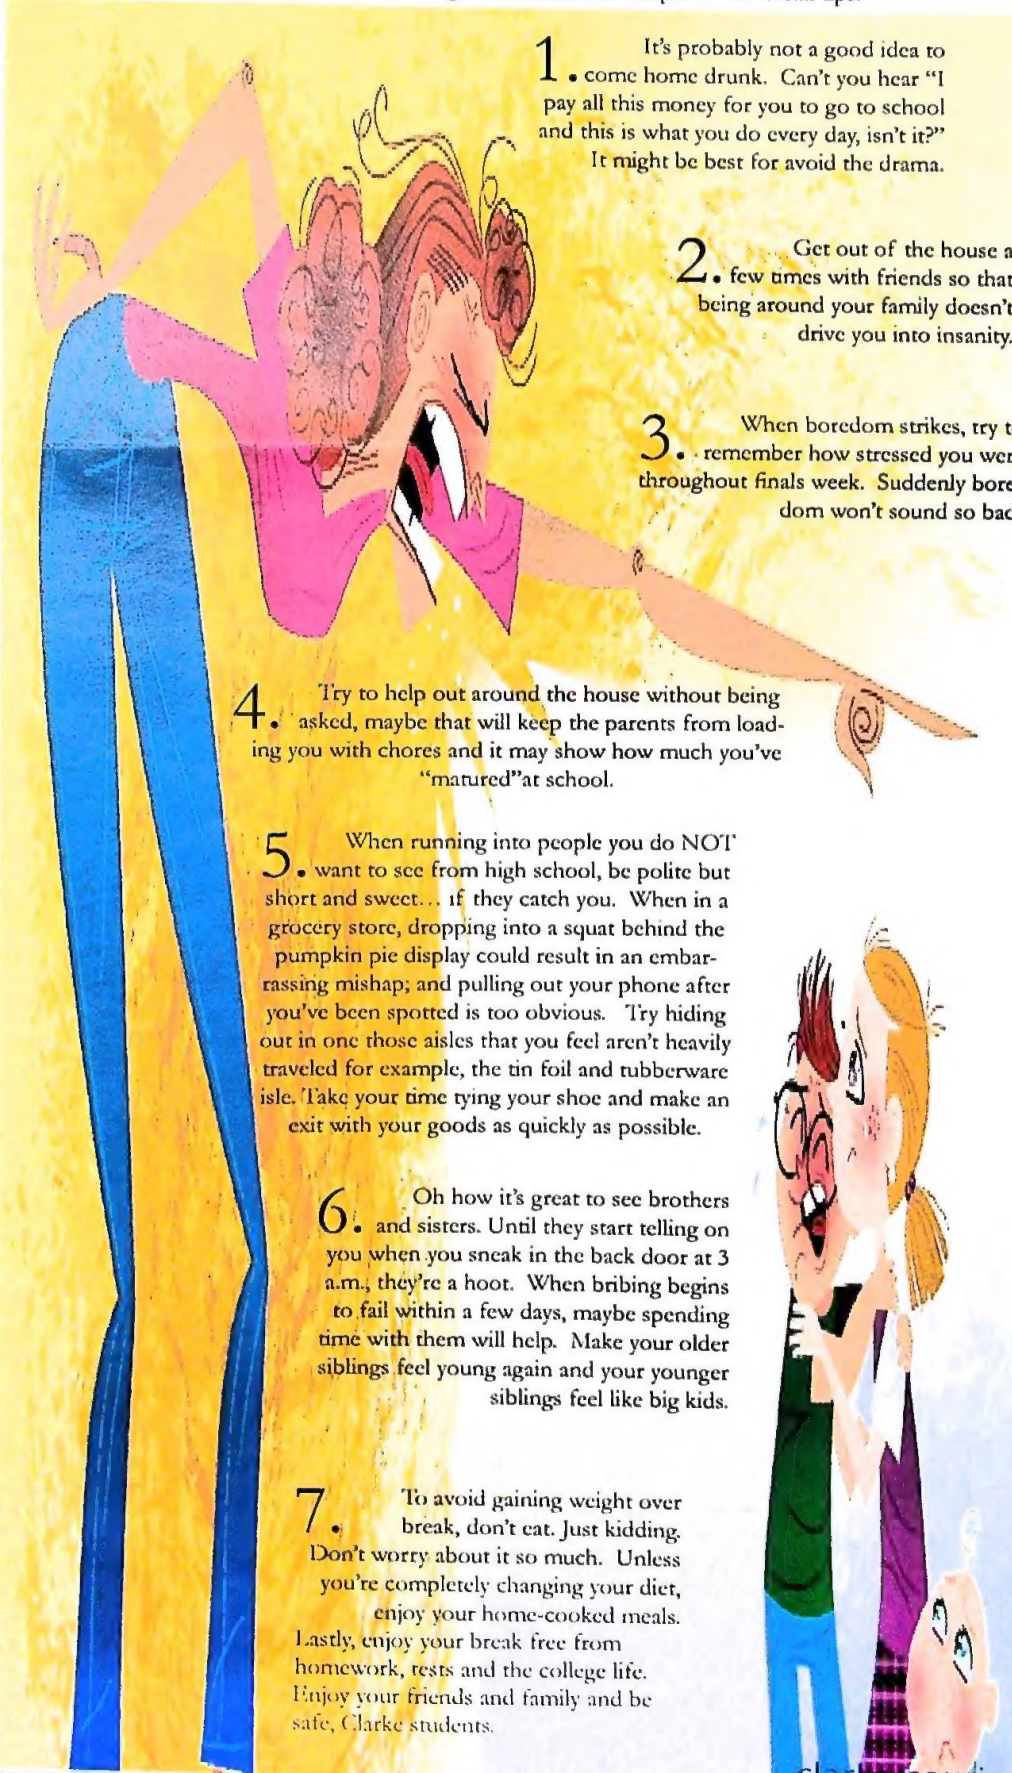 1. It's probably not a good idea to
come home drunk. Can't you hear “I
pay all this money for you to go to school
and this is what you do every day, isn't it?”
It might be best for avoid the drama.
2. Get out of the house a
few times with friends so that
being around your family doesn't
drive you into insanity.
3. When boredom strikes, try t
remember how stressed you wer
throughout finals week. Suddenly bore
dom won't sound so bad
4. Try to help out around the house without being
asked, maybe that will keep the parents from load-
ing you with chores and it may show how much you've
“matured”at school.
5. When running into people you do NOT
want to see from high school, be polite but
short and sweet... if they catch you. When in a
grocery store, dropping into a squat behind the
pumpkin pie display could result in an embar-
rassing mishap; and pulling out your phone after
you've been spotted is too obvious. Try hiding
out in one those aisles that you feel aren't heavily
traveled for example, the tin foil and tubberware
isle. Take your time tying your shoe and make an
exit with your goods as quickly as possible.
6. Oh how it's great to see brothers
and sisters. Until they start telling on
you when you sneak in the back door at 3
a.m., they're a hoot. When bribing begins
to fail within a few days, maybe spending
time with them will help. Make your older
siblings feel young again and your younger
siblings feel like big kids.
7. To avoid gaining weight over
break, don't eat. Just kidding.
Don't worry about it so much. Unless
you're completely changing your diet,
enjoy your home-cooked meals.
Lastly, enjoy your break free from
homework, tests and the college life.
Enjoy your friends and family and be
safe, Clarke students.